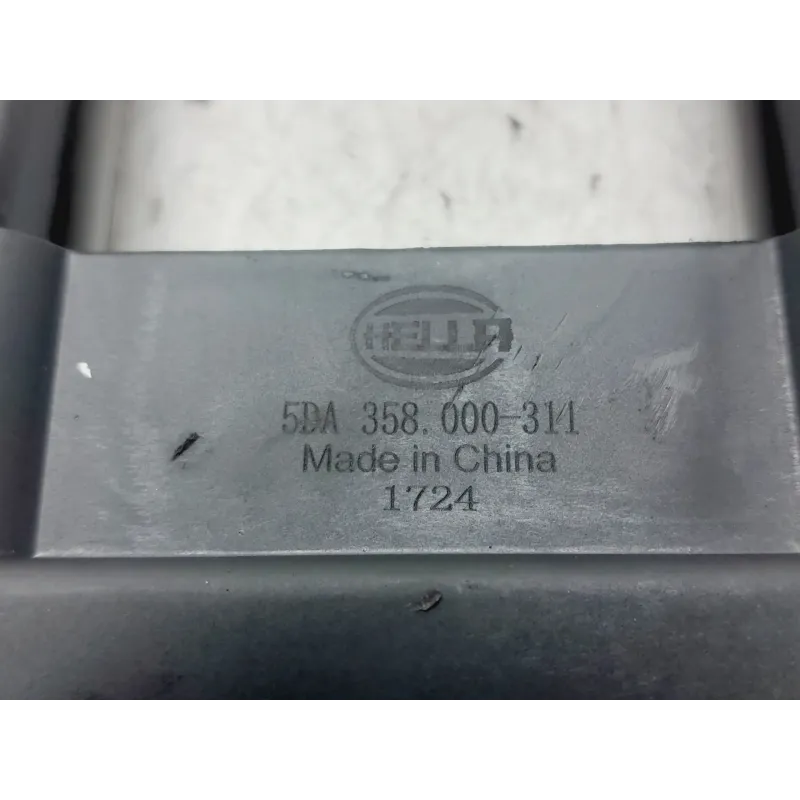 HELLA
5DA 358.000-311
Made in China
1724